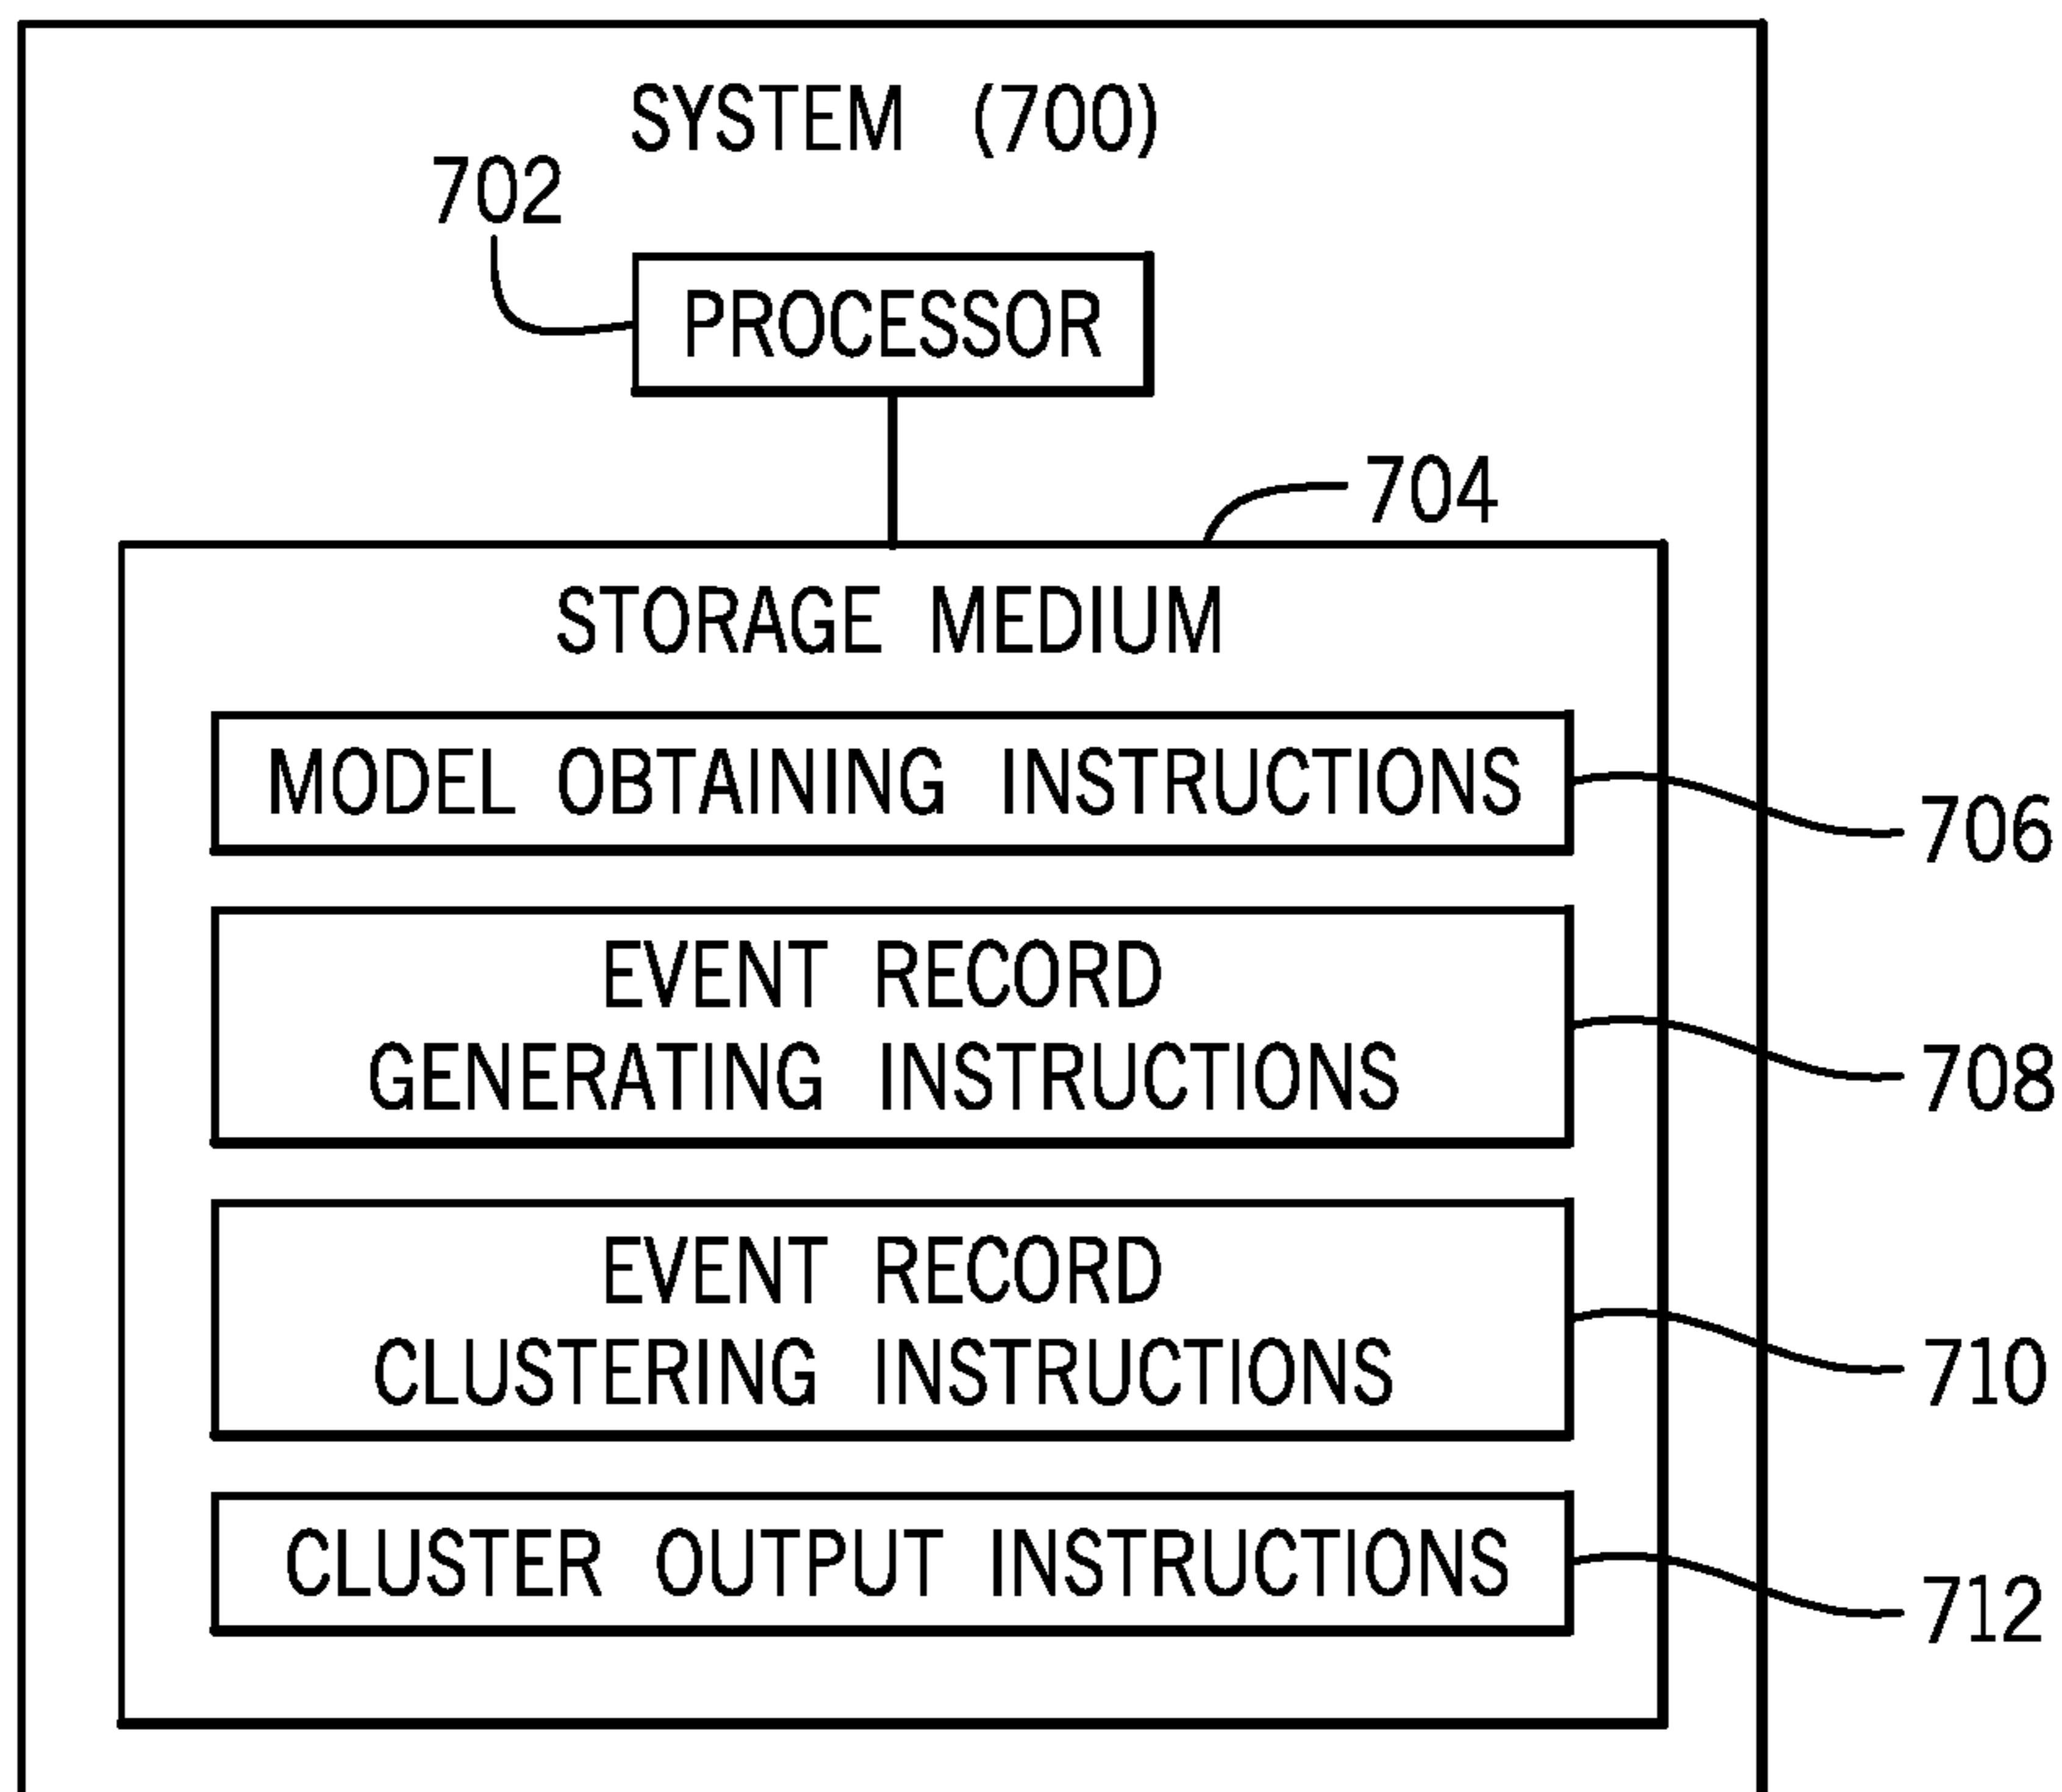 SYSTEM (700)
702
PROCESSOR
704
STORAGE MEDIUM
MODEL OBTAINING INSTRUCTIONS
706
EVENT RECORD
GENERATING INSTRUCTIONS
708
EVENT RECORD
CLUSTERING INSTRUCTIONS
710
CLUSTER OUTPUT INSTRUCTIONS
712